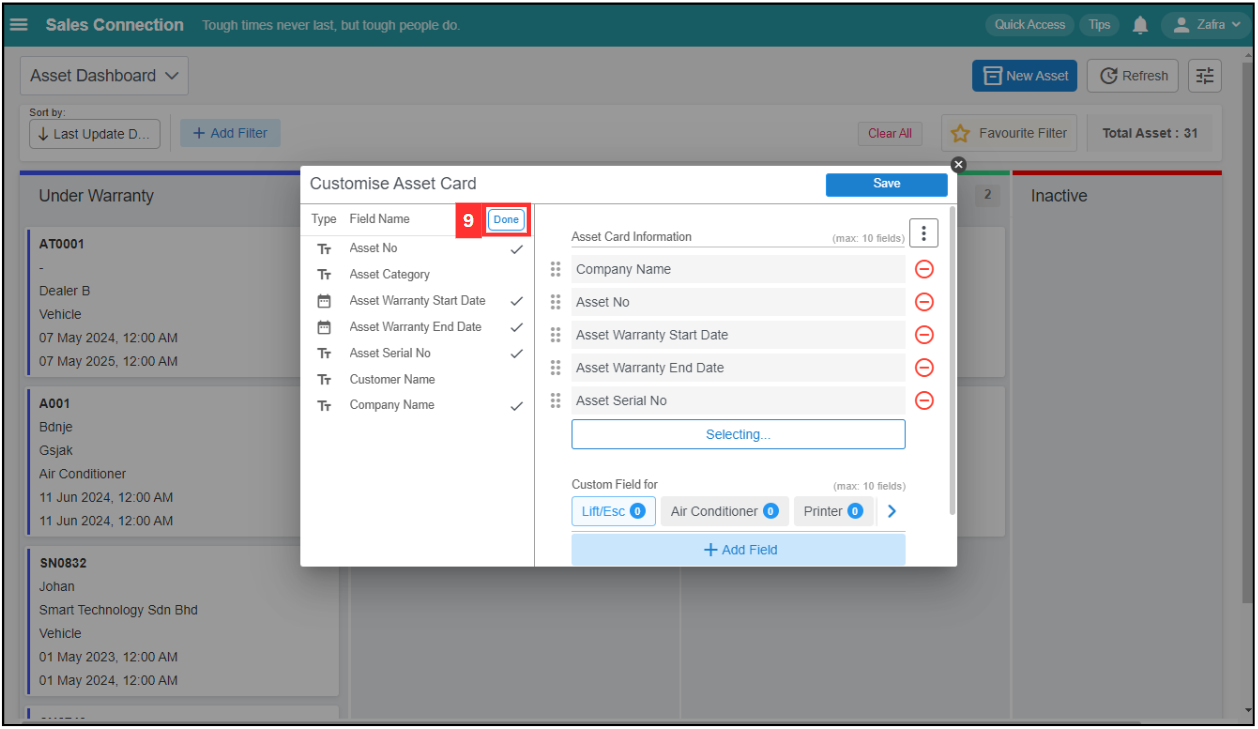 Sales Connection Tough times never last, but tough people do. Quick Access Tips Zafra
Asset Dashboard New Asset Refresh
Sort by:
Last Update D... + Add Filter Clear All Favourite Filter Total Asset : 31
Under Warranty 2 Inactive
AT0001
-
Dealer B
Vehicle
07 May 2024, 12:00 AM
07 May 2025, 12:00 AM
A001
Bdnje
Gsjak
Air Conditioner
11 Jun 2024, 12:00 AM
11 Jun 2024, 12:00 AM
SN0832
Johan
Smart Technology Sdn Bhd
Vehicle
01 May 2023, 12:00 AM
01 May 2024, 12:00 AM
Customise Asset Card Save
Type Field Name 9 Done
Tт Asset No
Tт Asset Category
Asset Warranty Start Date
Asset Warranty End Date
Tт Asset Serial No
Tт Customer Name
Tт Company Name
Asset Card Information (max: 10 fields)
Company Name
Asset No
Asset Warranty Start Date
Asset Warranty End Date
Asset Serial No
Selecting...
Custom Field for (max: 10 fields)
Lift/Esc 0 Air Conditioner 0 Printer 0
+ Add Field